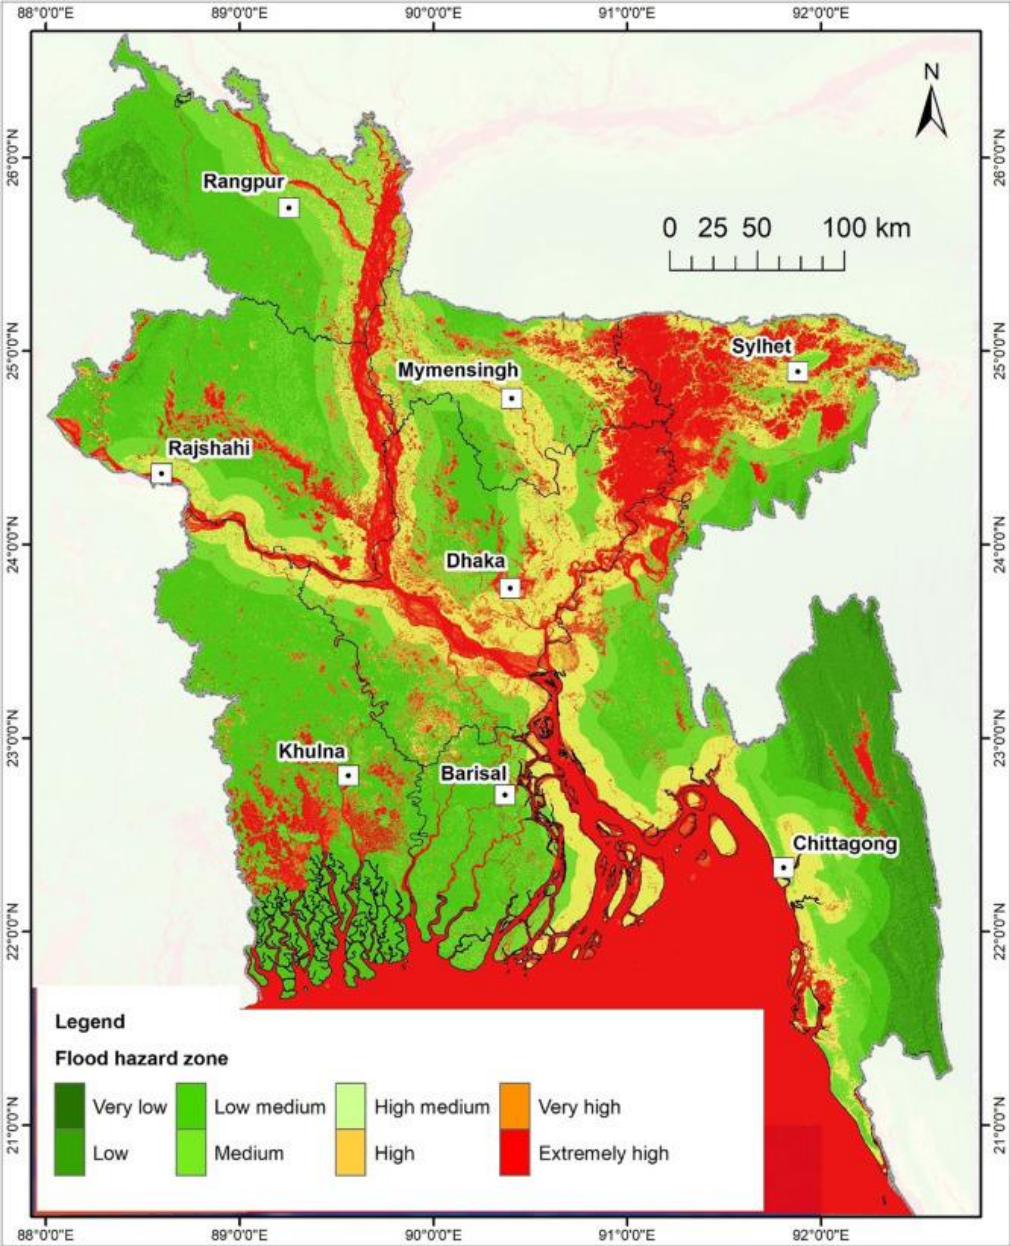 88°0'0"E 89°0'0"E 90°0'0"E 91°0'0"E 92°0'0"E
N
26°0'0"N 26°0'0"N
Rangpur
0 25 50 100 km
25°0'0"N 25°0'0"N
Sylhet
Mymensingh
Rajshahi
24°0'0"N 24°0'0"N
Dhaka
23°0'0"N 23°0'0"N
Khulna
Barisal
Chittagong
22°0'0"N 22°0'0"N
Legend
Flood hazard zone
Very low Low medium High medium Very high
Low Medium High Extremely high
21°0'0"N 21°0'0"N
88°0'0"E 89°0'0"E 90°0'0"E 91°0'0"E 92°0'0"E